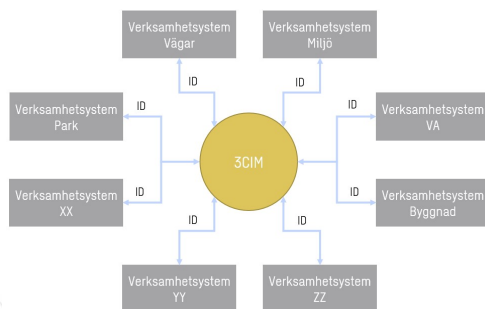 Verksamhetsystem
Vägar
Verksamhetsystem
Miljö
ID
ID
Verksamhetsystem
Park
ID
ID
Verksamhetsystem
VA
3CIM
Verksamhetsystem
XX
ID
ID
Verksamhetsystem
Byggnad
ID
ID
Verksamhetsystem
YY
Verksamhetsystem
ZZ